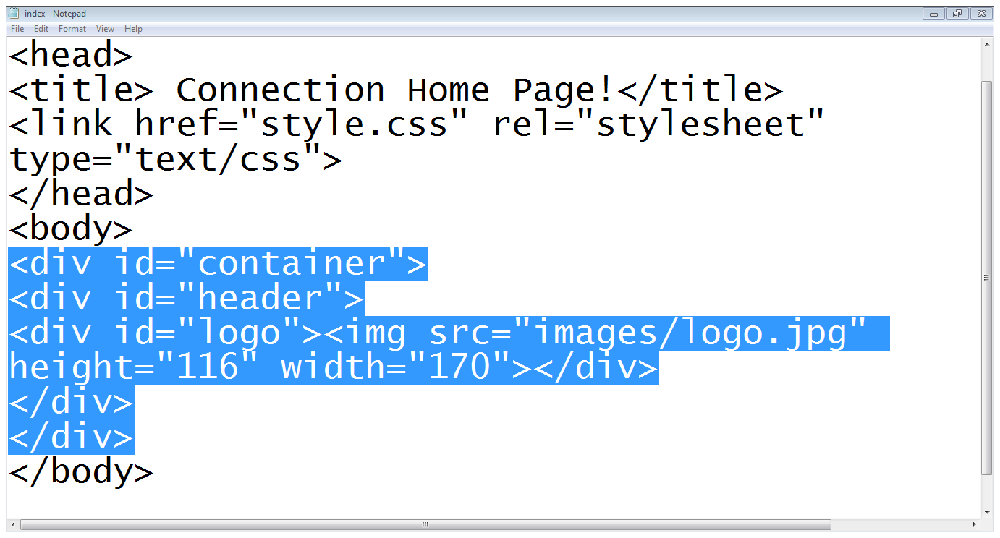 index - Notepad
File Edit Format View Help
<head>
<title> Connection Home Page!</title>
<link href="style.css" rel="stylesheet"
type="text/css">
</head>
<body>
<div id="container">
<div id="header">
<div id="logo"><img src="images/logo.jpg"
height="116" width="170"></div>
</div>
</div>
</body>